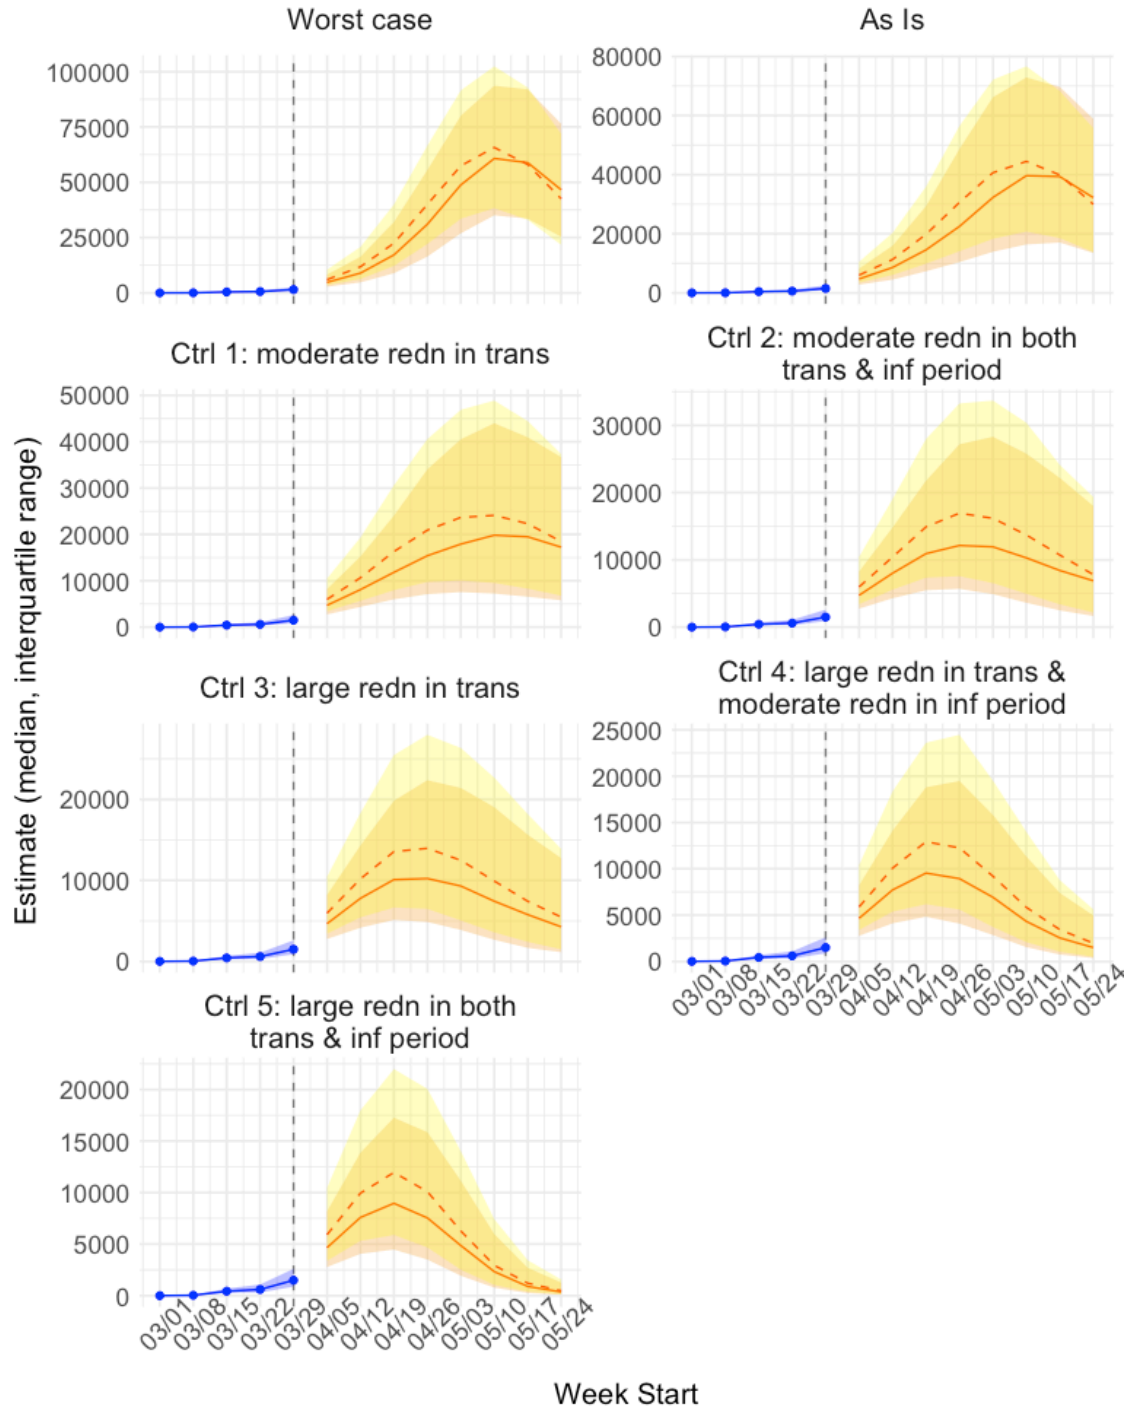 Worst case
As Is
100000
75000
50000
25000
0
80000
60000
40000
20000
0
Ctrl 1: moderate redn in trans
Ctrl 2: moderate redn in both
trans & inf period
50000
40000
30000
20000
10000
0
30000
20000
10000
0
Estimate (median, interquartile range)
Ctrl 3: large redn in trans
Ctrl 4: large redn in trans &
moderate redn in inf period
20000
10000
0
25000
20000
15000
10000
5000
0
03/01 03/08 03/15 03/22 03/29 04/05 04/12 04/19 04/26 05/03 05/10 05/17 05/24
Ctrl 5: large redn in both
trans & inf period
20000
15000
10000
5000
0
03/01 03/08 03/15 03/22 03/29 04/05 04/12 04/19 04/26 05/03 05/10 05/17 05/24
Week Start